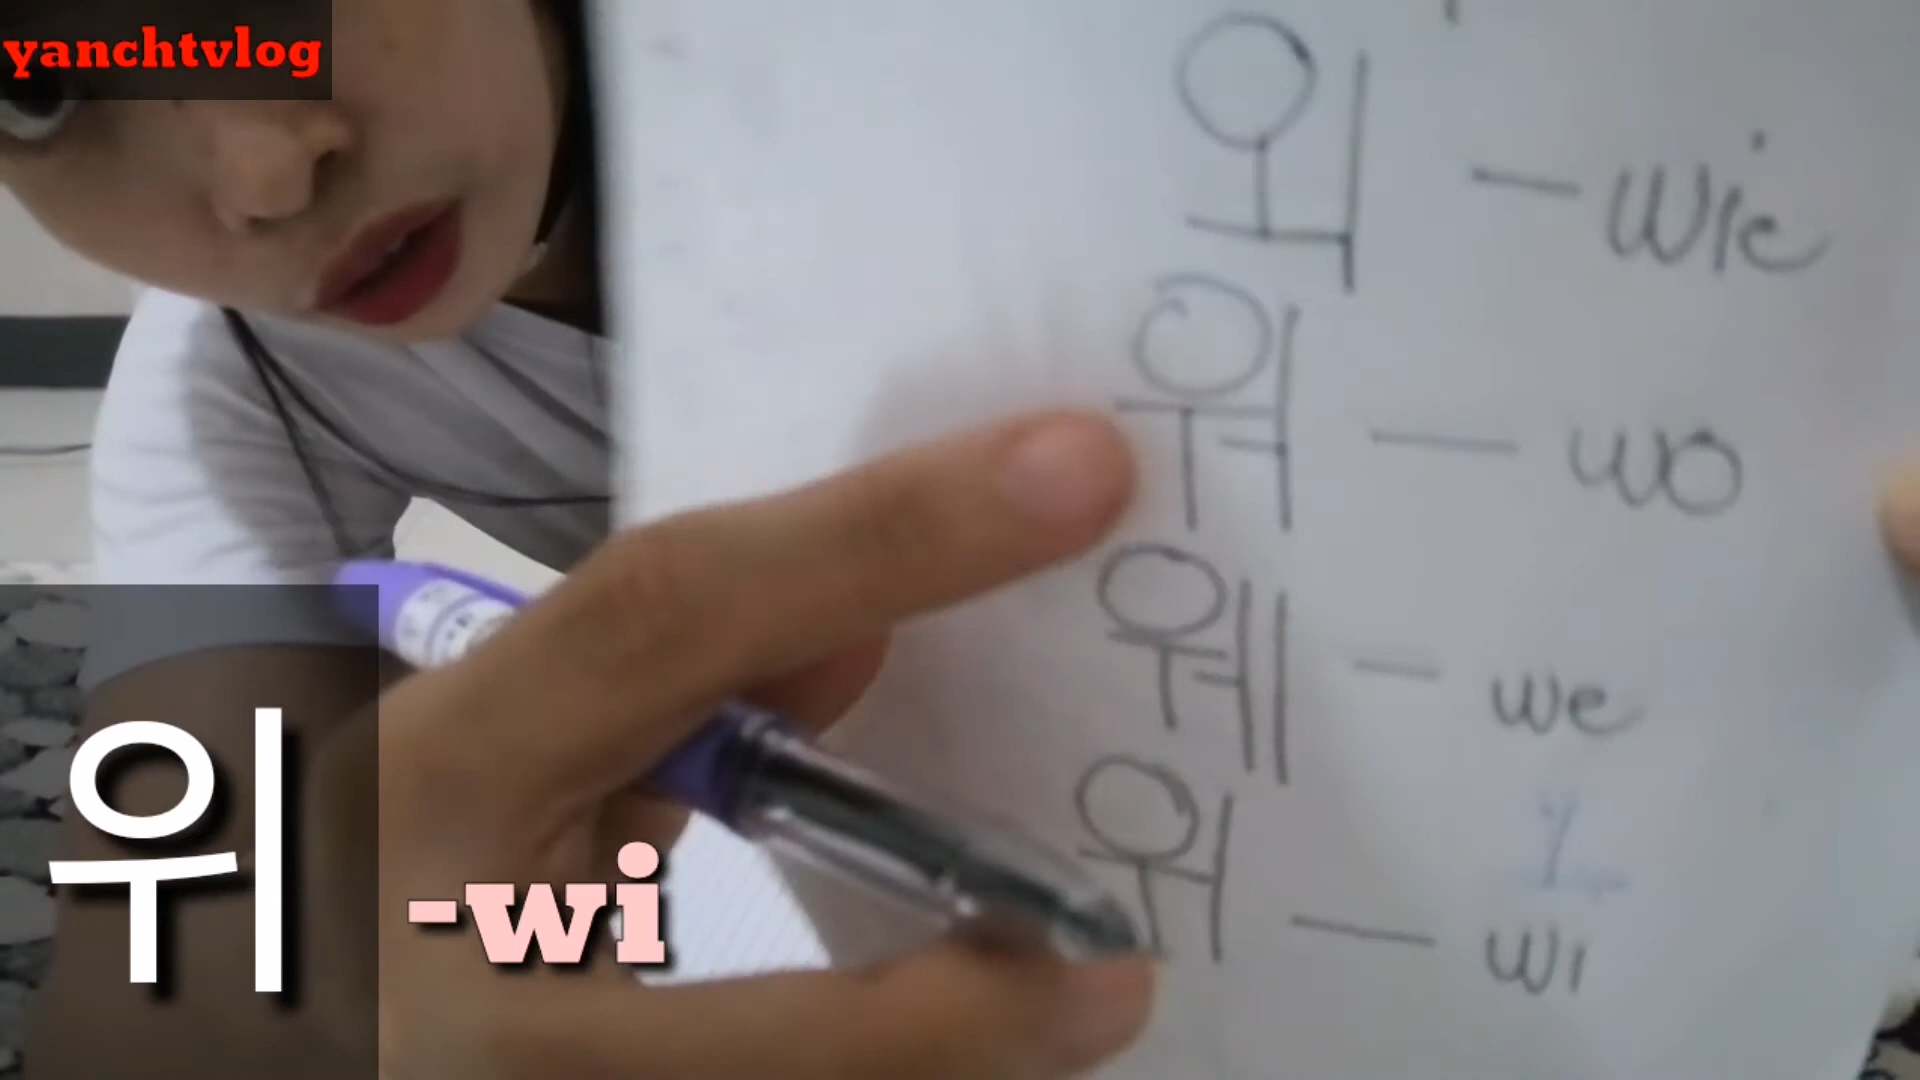 yanchtvlog
외 — wie
워 — wo
웨 — we
위 — wi
위
-wi